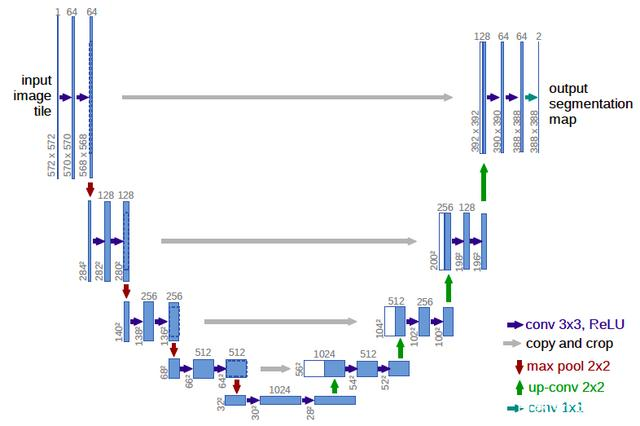 1 64 64
128 64 64 2
input
image
tile
output
segmentation
map
572 x 572
570 x 570
568 x 568
392 x 392
390 x 390
388 x 388
388 x 388
128 128
256 128
284²
282²
280²
200²
198²
196²
256 256
512 256
140²
138²
136²
104²
102²
100²
512 512
1024 512
68²
66²
64²
56²
54²
52²
1024
32²
30²
28²
conv 3x3, ReLU
copy and crop
max pool 2x2
up-conv 2x2
conv 1x1